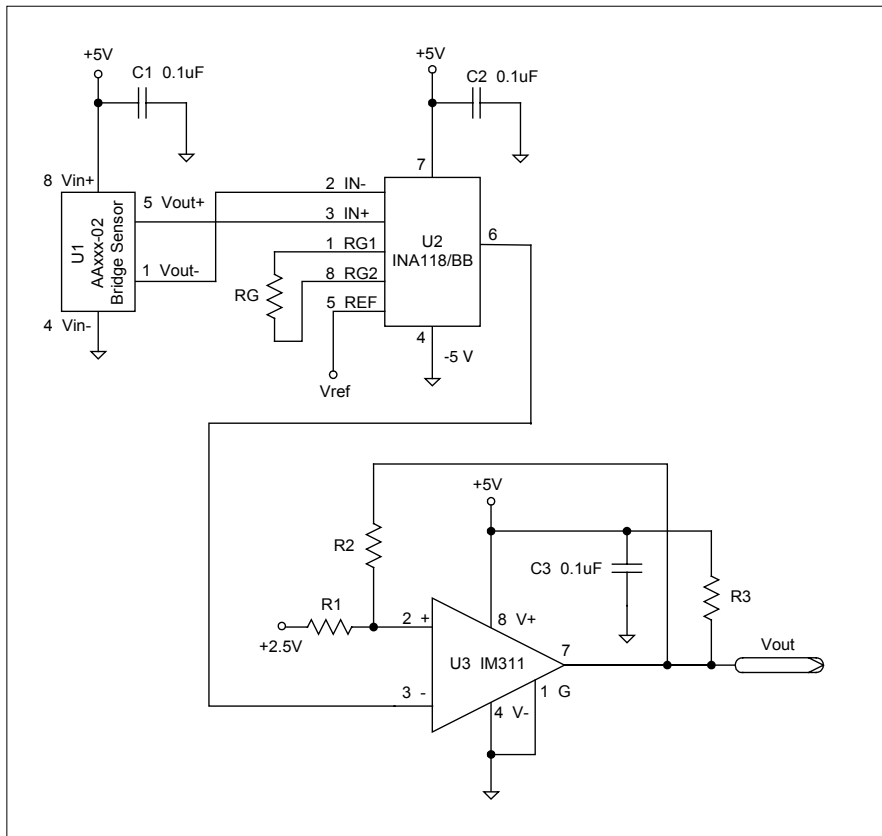 +5V
C1 0.1uF
+5V
C2 0.1uF
8 Vin+
7
2 IN-
5 Vout+
3 IN+
6
U1
AAxxx-02
Bridge Sensor
U2
INA118/BB
1 RG1
1 Vout-
8 RG2
RG
5 REF
4 Vin-
4
-5 V
Vref
+5V
R2
C3 0.1uF
R3
R1
2 +
8 V+
+2.5V
7
Vout
U3 IM311
1 G
3 -
4 V-